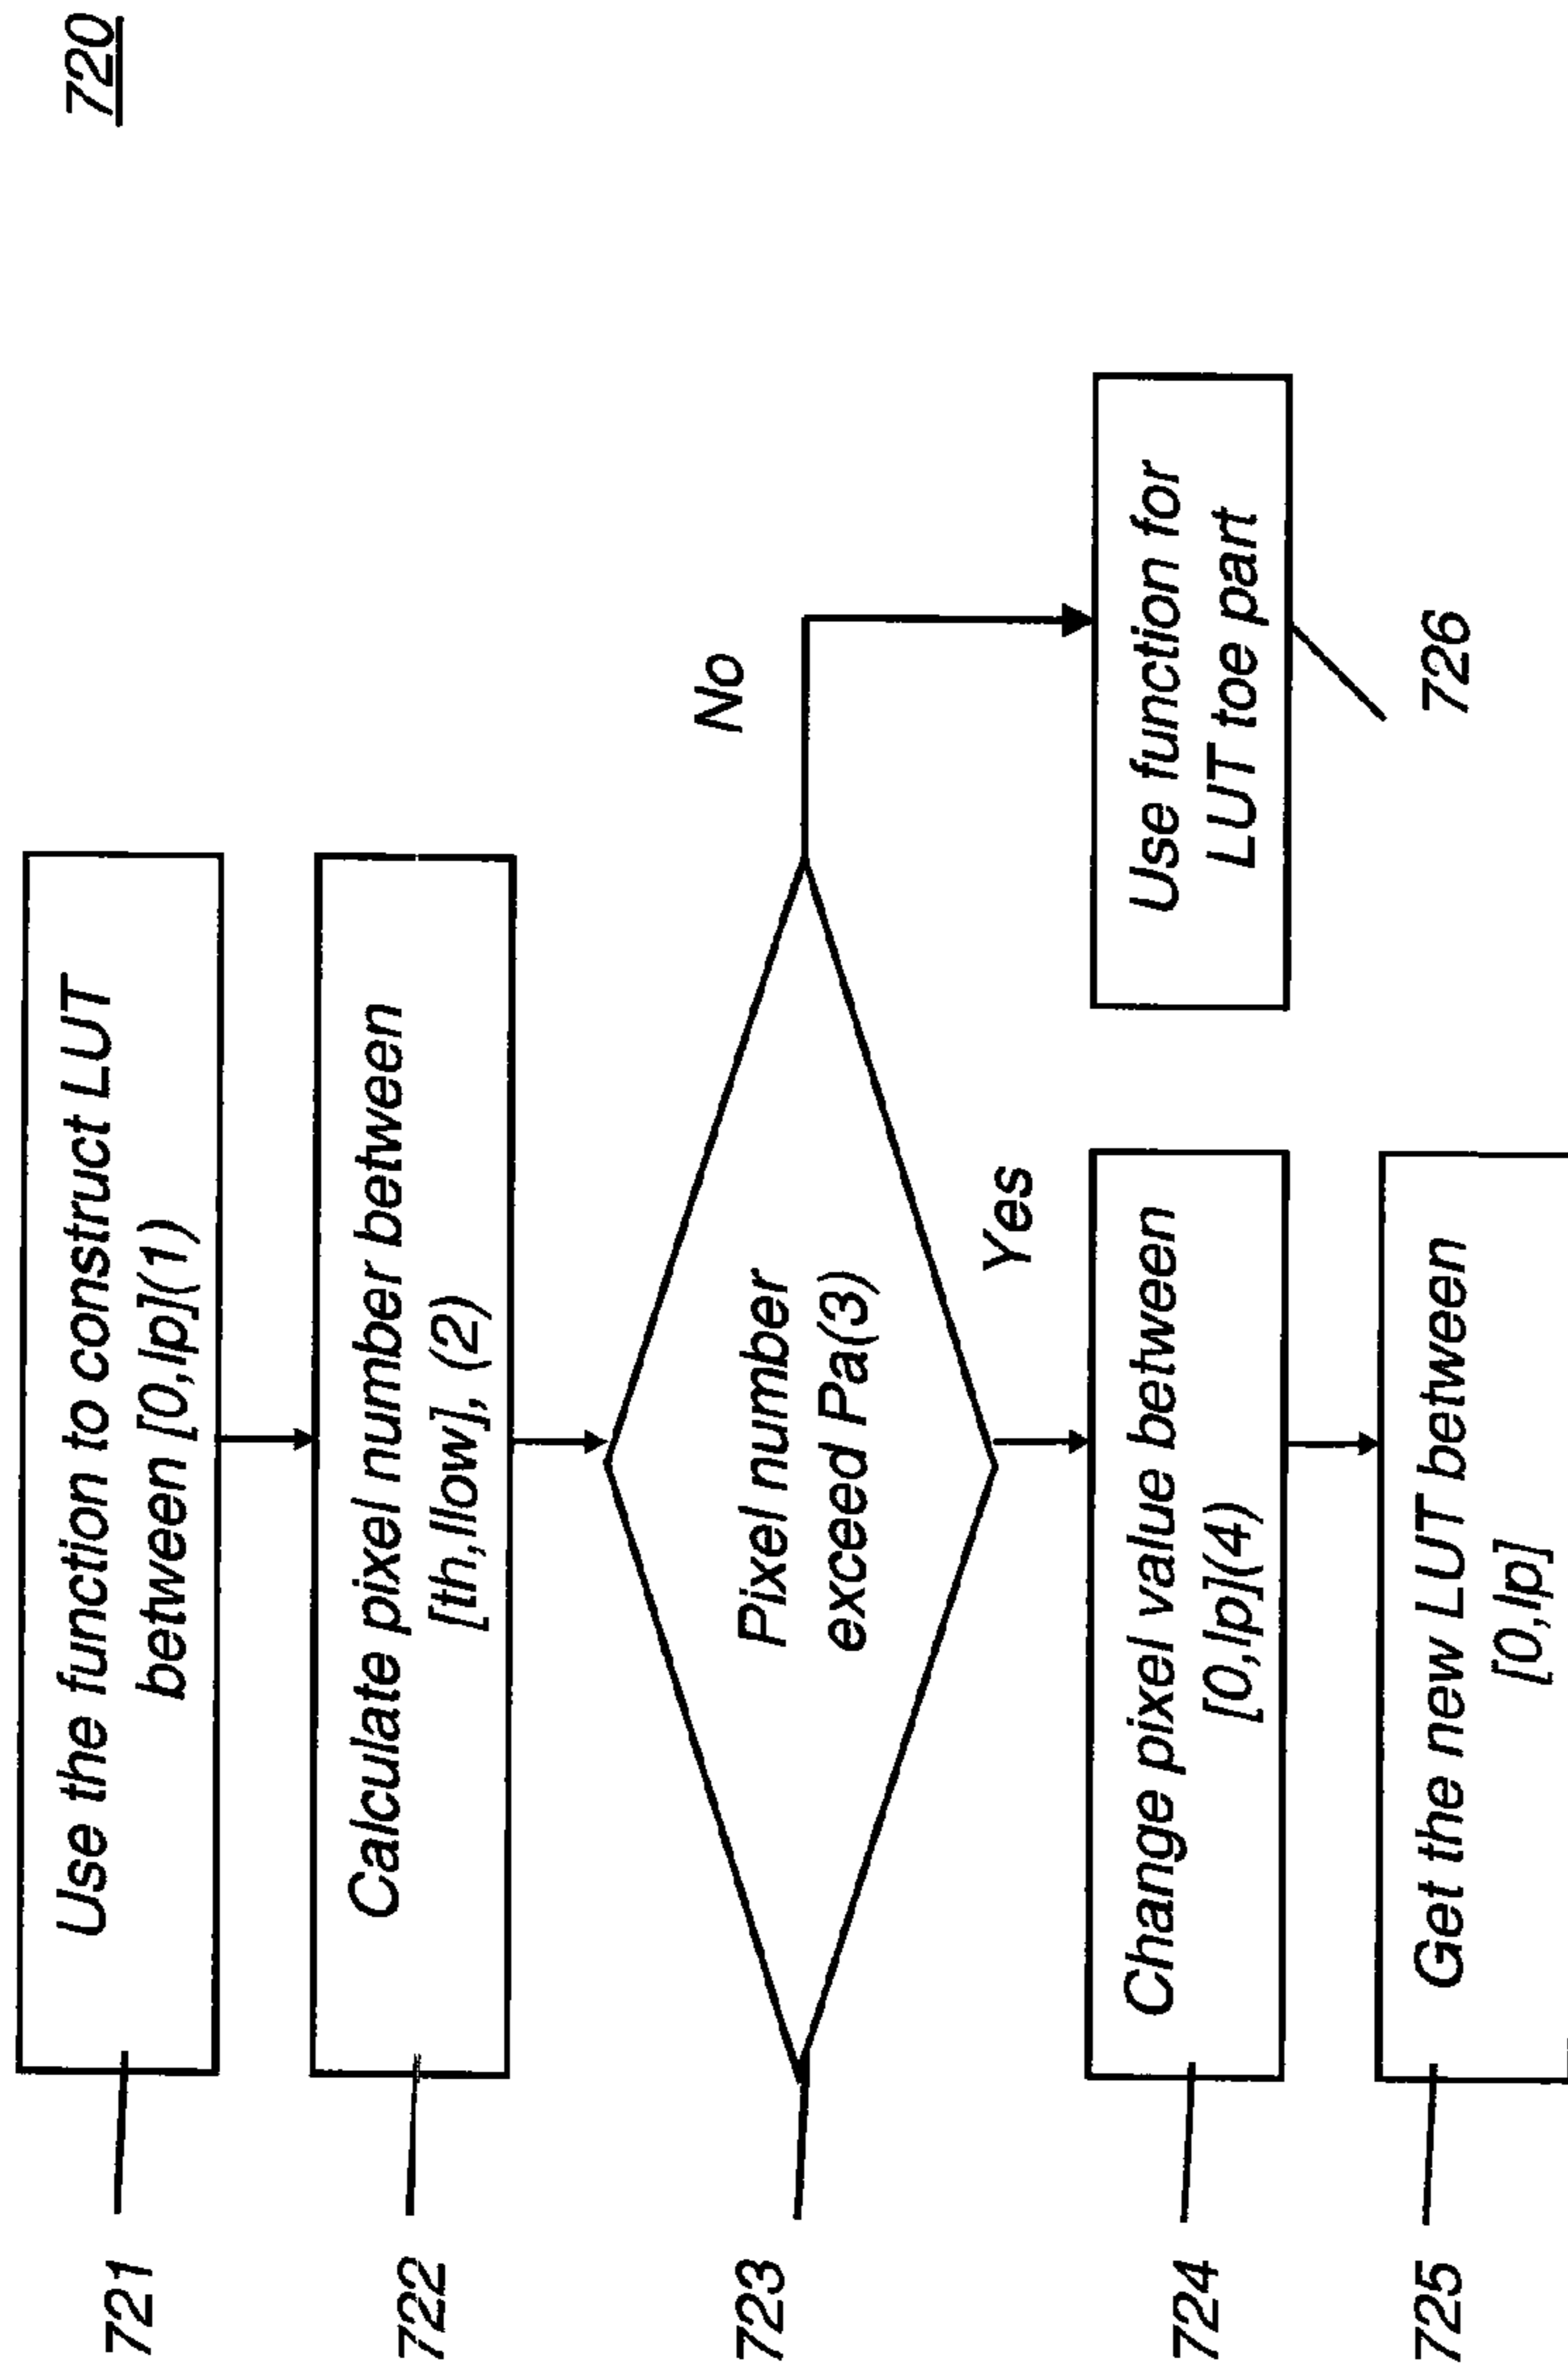 720
721
Use the function to construct LUT
between [0,lp](1)
722
Calculate pixel number between
[th,llow], (2)
723
Pixel number
exceed Pa(3)
No
Yes
724
Change pixel value between
[0,lp](4)
Use function for
LUT toe part
726
725
Get the new LUT between
[0,lp]